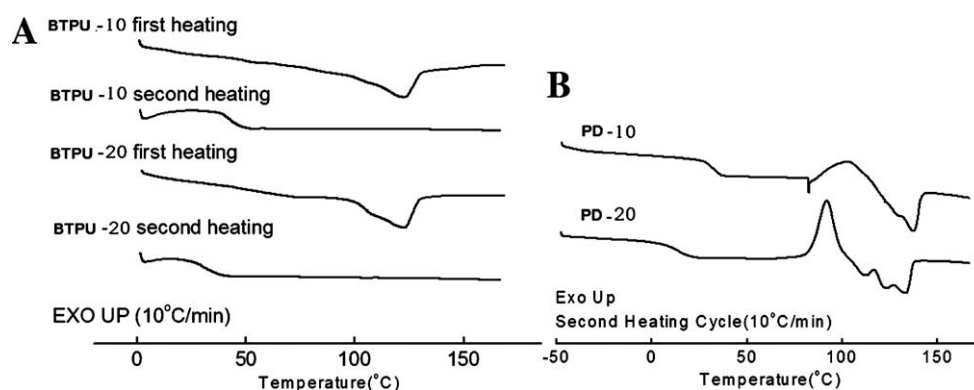 A
BTPU -10 first heating
BTPU -10 second heating
BTPU -20 first heating
BTPU -20 second heating
EXO UP (10°C/min)
0 50 100 150
Temperature(°C)
B
PD-10
PD-20
Exo Up
Second Heating Cycle(10°C/min)
-50 0 50 100 150
Temperature(°C)